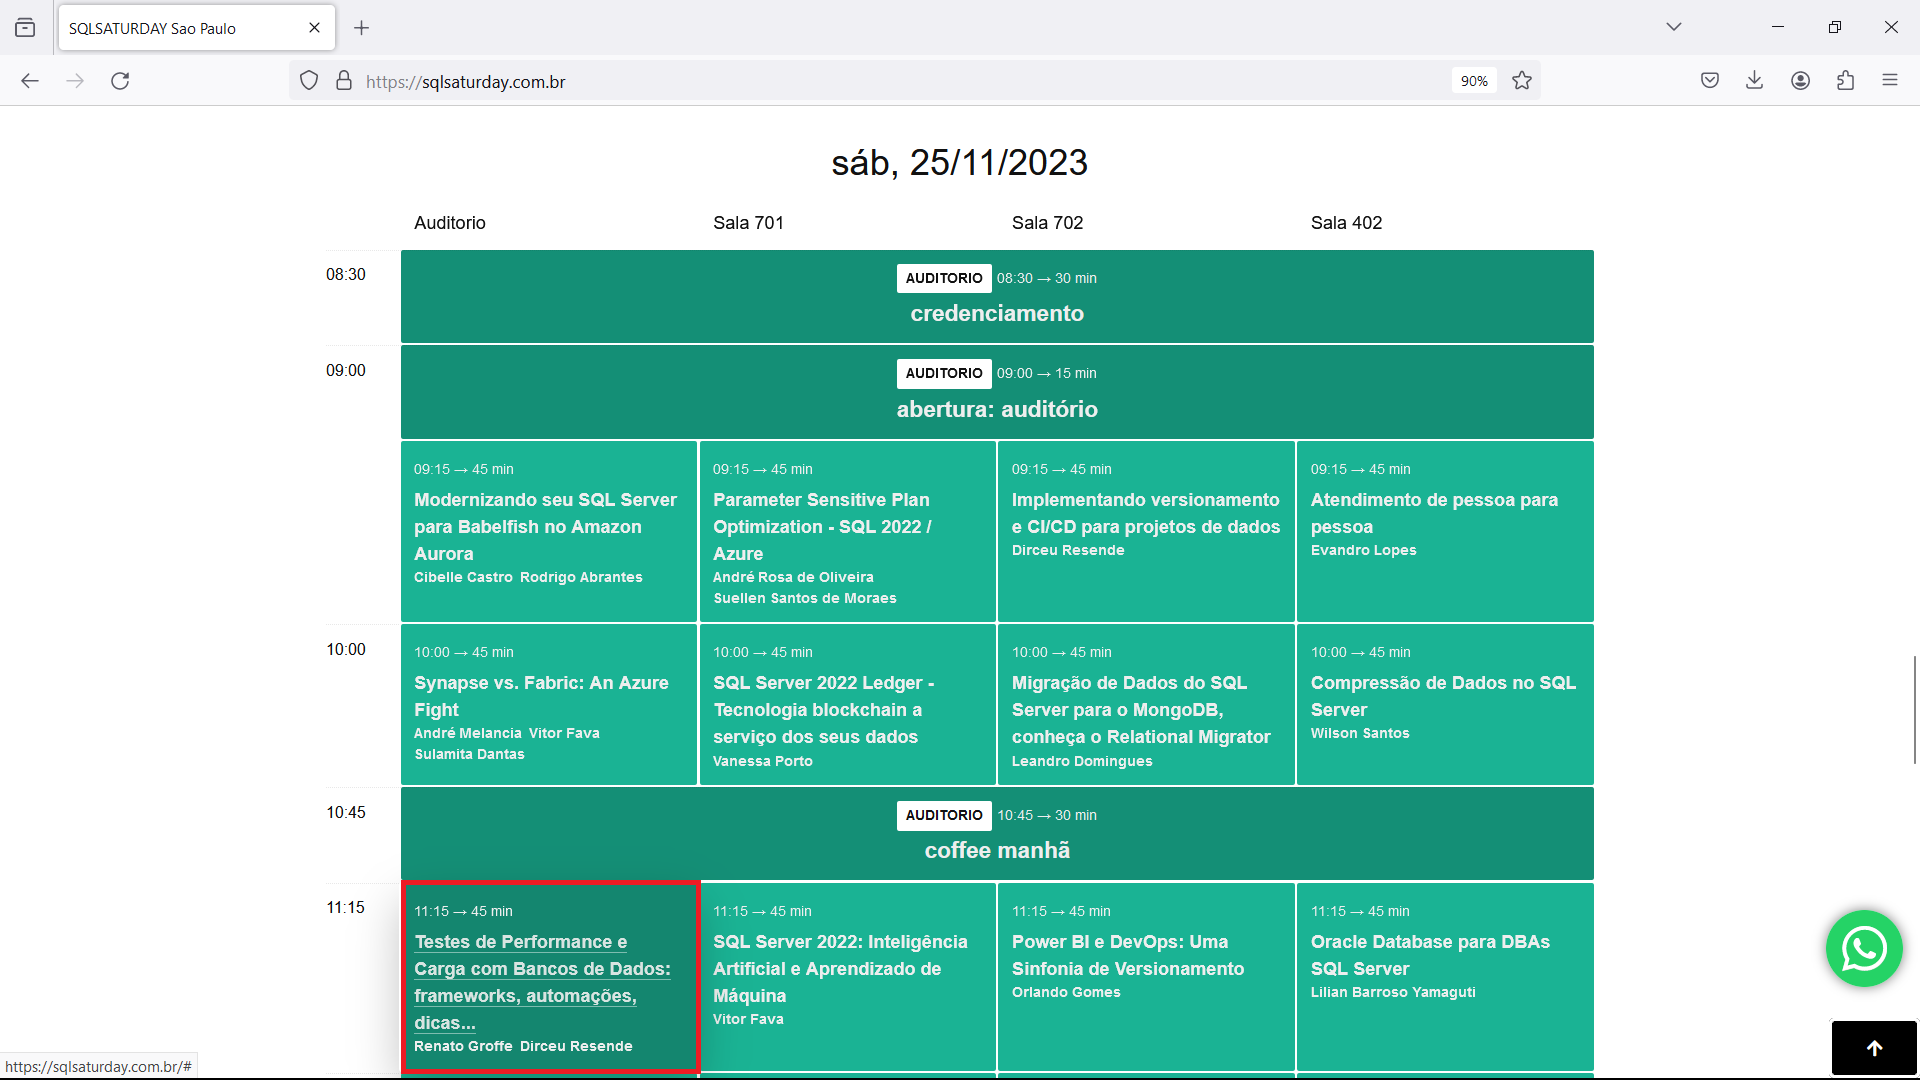 SQLSATURDAY Sao Paulo
https://sqlsaturday.com.br
90%
sáb, 25/11/2023
Auditorio
Sala 701
Sala 702
Sala 402
08:30
AUDITORIO 08:30 → 30 min
credenciamento
09:00
AUDITORIO 09:00 → 15 min
abertura: auditório
09:15 → 45 min
Modernizando seu SQL Server
para Babelfish no Amazon
Aurora
Cibelle Castro Rodrigo Abrantes
09:15 → 45 min
Parameter Sensitive Plan
Optimization - SQL 2022 /
Azure
André Rosa de Oliveira
Suellen Santos de Moraes
09:15 → 45 min
Implementando versionamento
e CI/CD para projetos de dados
Dirceu Resende
09:15 → 45 min
Atendimento de pessoa para
pessoa
Evandro Lopes
10:00
10:00 → 45 min
Synapse vs. Fabric: An Azure
Fight
André Melancia Vitor Fava
Sulamita Dantas
10:00 → 45 min
SQL Server 2022 Ledger -
Tecnologia blockchain a
serviço dos seus dados
Vanessa Porto
10:00 → 45 min
Migração de Dados do SQL
Server para o MongoDB,
conheça o Relational Migrator
Leandro Domingues
10:00 → 45 min
Compressão de Dados no SQL
Server
Wilson Santos
10:45
AUDITORIO 10:45 → 30 min
coffee manhã
11:15
11:15 → 45 min
Testes de Performance e
Carga com Bancos de Dados:
frameworks, automações,
dicas...
Renato Groffe Dirceu Resende
11:15 → 45 min
SQL Server 2022: Inteligência
Artificial e Aprendizado de
Máquina
Vitor Fava
11:15 → 45 min
Power BI e DevOps: Uma
Sinfonia de Versionamento
Orlando Gomes
11:15 → 45 min
Oracle Database para DBAs
SQL Server
Lilian Barroso Yamaguti
https://sqlsaturday.com.br/#